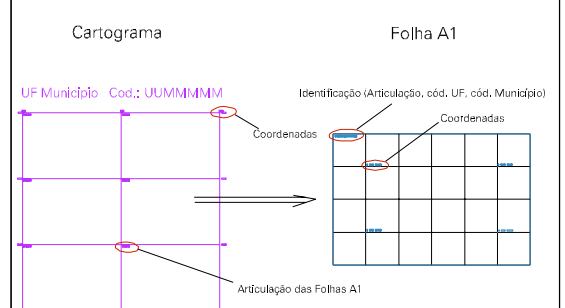 Cartograma
Folha A1
UF Município Cod.: UUMMMMM
Identificação (Articulação, cód. UF, cód. Município)
Coordenadas
Coordenadas
Articulação das Folhas A1